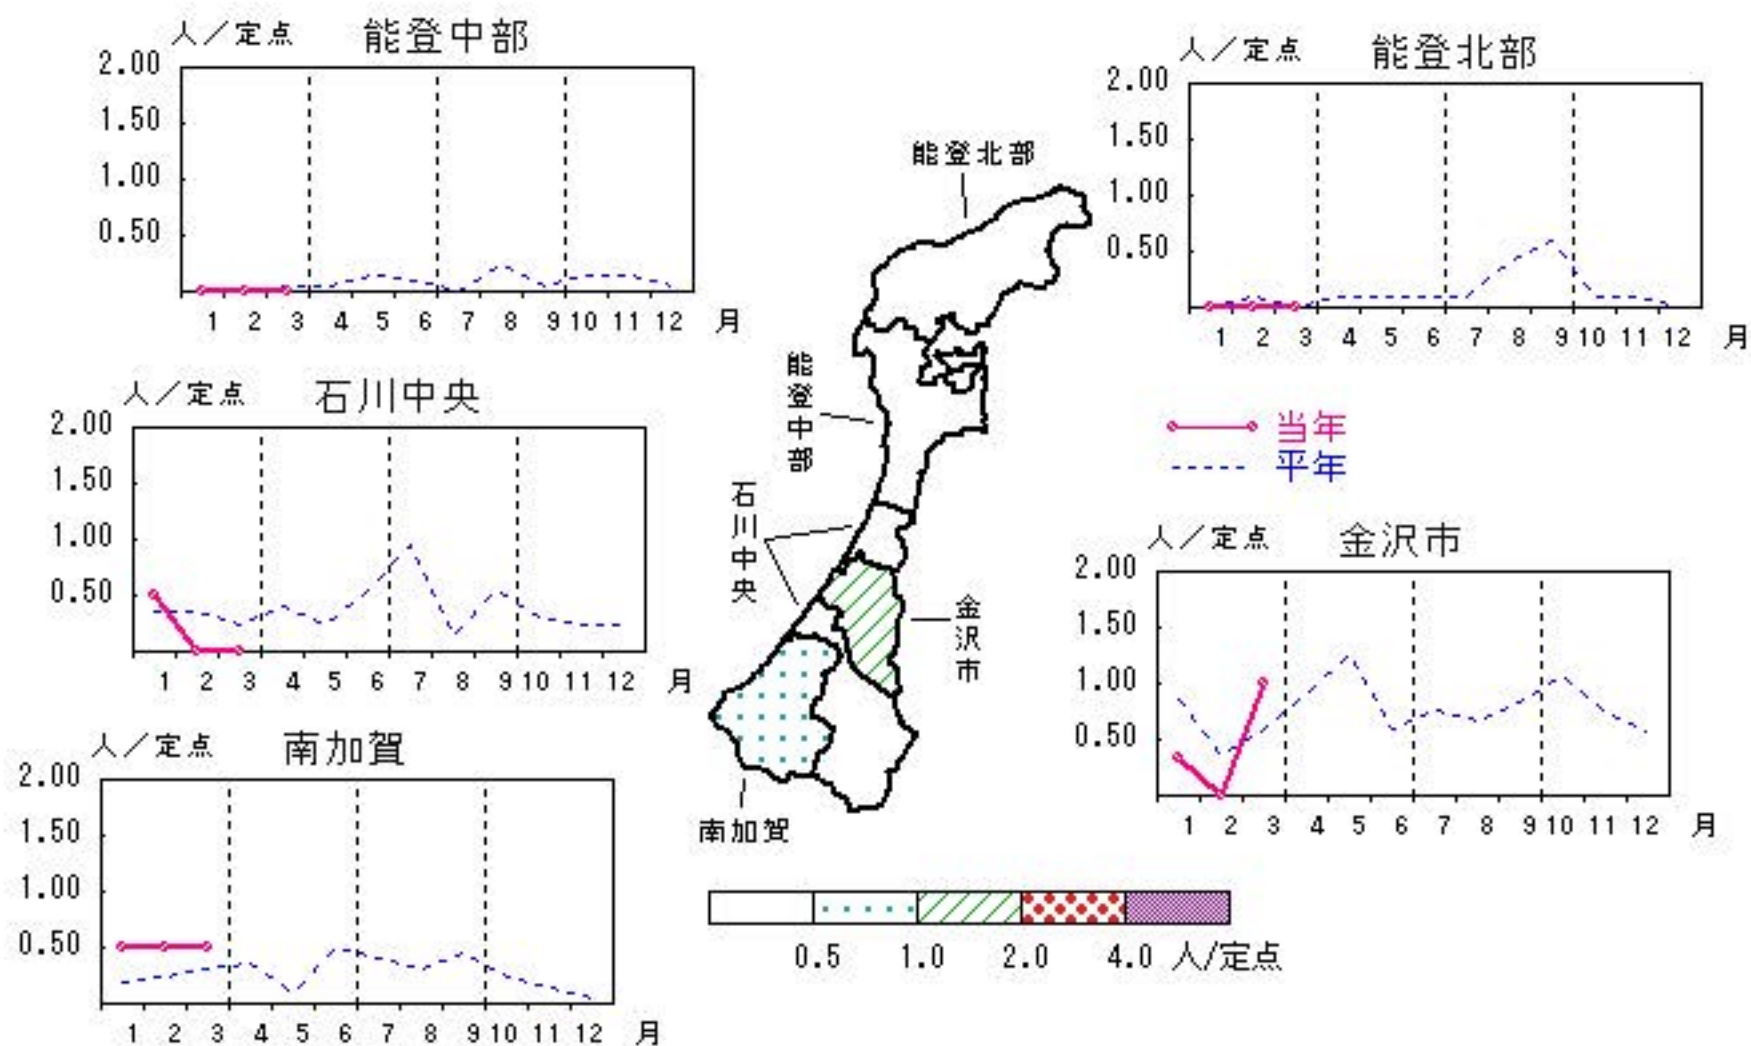 人／定点 能登中部
2.00
1.50
1.00
0.50
1 2 3 4 5 6 7 8 9 10 11 12 月
人／定点 能登北部
2.00
1.50
1.00
0.50
1 2 3 4 5 6 7 8 9 10 11 12 月
能登北部
能登中部
石川中央
金沢市
南加賀
人／定点 石川中央
2.00
1.50
1.00
0.50
1 2 3 4 5 6 7 8 9 10 11 12 月
当年
平年
人／定点 金沢市
2.00
1.50
1.00
0.50
1 2 3 4 5 6 7 8 9 10 11 12 月
人／定点 南加賀
2.00
1.50
1.00
0.50
1 2 3 4 5 6 7 8 9 10 11 12 月
0.5 1.0 2.0 4.0 人/定点